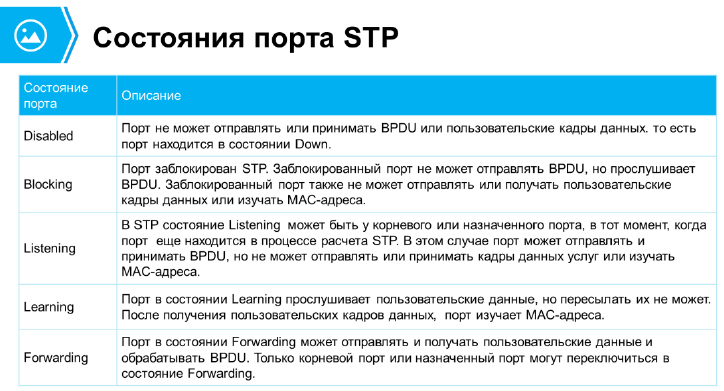 Состояния порта STP
Состояние
порта
Описание
Disabled
Порт не может отправлять или принимать BPDU или пользовательские кадры данных. то есть
порт находится в состоянии Down.
Blocking
Порт заблокирован STP. Заблокированный порт не может отправлять BPDU, но прослушивает
BPDU. Заблокированный порт также не может отправлять или получать пользовательские
кадры данных или изучать MAC-адреса.
Listening
В STP состояние Listening может быть у корневого или назначенного порта, в тот момент, когда
порт еще находится в процессе расчета STP. В этом случае порт может отправлять и
принимать BPDU, но не может отправлять или принимать кадры данных услуг или изучать
MAC-адреса.
Learning
Порт в состоянии Learning прослушивает пользовательские данные, но пересылать их не может.
После получения пользовательских кадров данных, порт изучает MAC-адреса.
Forwarding
Порт в состоянии Forwarding может отправлять и получать пользовательские данные и
обрабатывать BPDU. Только корневой порт или назначенный порт могут переключиться в
состояние Forwarding.